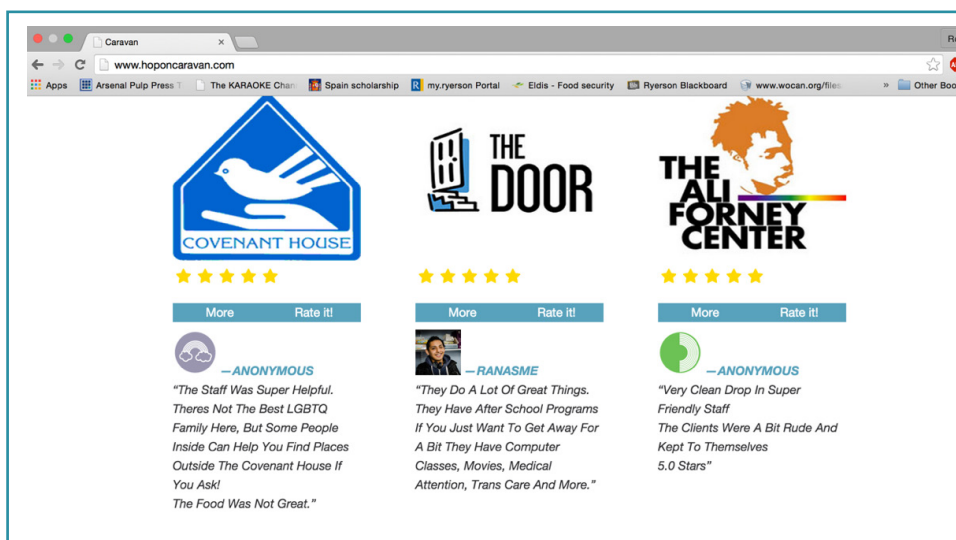 Caravan
Re
www.hoponcaravan.com
Apps
Arsenal Pulp Press T
The KARAOKE Chan
Spain scholarship
my.ryerson Portal
Eldis - Food security
Ryerson Blackboard
www.wocan.org/files
»
Other Boo
COVENANT HOUSE
THE
DOOR
THE
ALI
FORNEY
CENTER
More Rate it!
More Rate it!
More Rate it!
—ANONYMOUS
“The Staff Was Super Helpful.
Theres Not The Best LGBTQ
Family Here, But Some People
Inside Can Help You Find Places
Outside The Covenant House If
You Ask!
The Food Was Not Great.”
—RANASME
“They Do A Lot Of Great Things.
They Have After School Programs
If You Just Want To Get Away For
A Bit They Have Computer
Classes, Movies, Medical
Attention, Trans Care And More.”
—ANONYMOUS
“Very Clean Drop In Super
Friendly Staff
The Clients Were A Bit Rude And
Kept To Themselves
5.0 Stars”